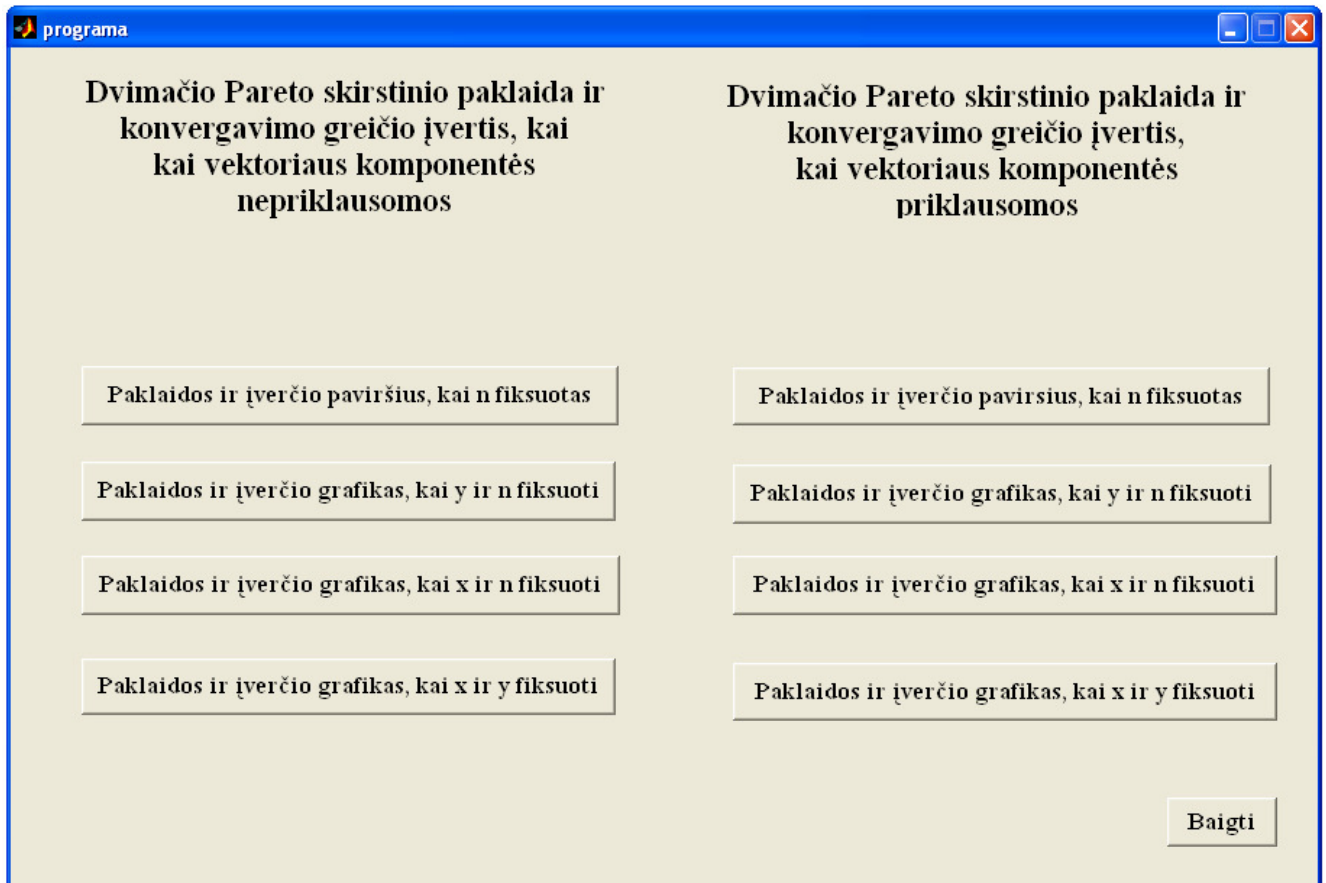 programa
Dvimačio Pareto skirstinio paklaida ir
konvergavimo greičio įvertis, kai
kai vektoriaus komponentės
nepriklausomos
Dvimačio Pareto skirstinio paklaida ir
konvergavimo greičio įvertis,
kai vektoriaus komponentės
priklausomos
Paklaidos ir įverčio paviršius, kai n fiksuotas
Paklaidos ir įverčio grafikas, kai y ir n fiksuoti
Paklaidos ir įverčio grafikas, kai x ir n fiksuoti
Paklaidos ir įverčio grafikas, kai x ir y fiksuoti
Paklaidos ir įverčio pavirsius, kai n fiksuotas
Paklaidos ir įverčio grafikas, kai y ir n fiksuoti
Paklaidos ir įverčio grafikas, kai x ir n fiksuoti
Paklaidos ir įverčio grafikas, kai x ir y fiksuoti
Baigti